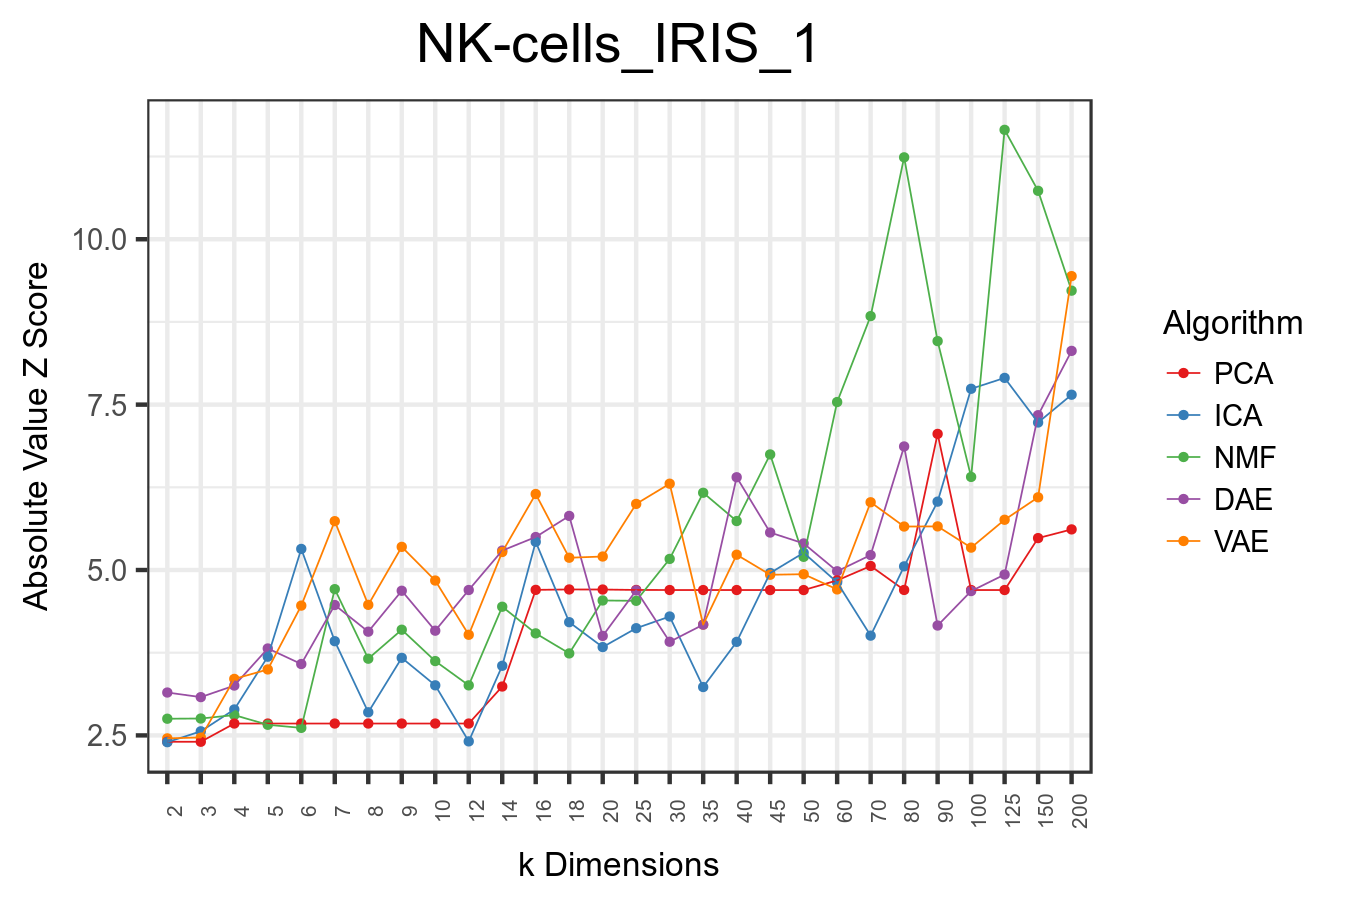 NK-cells_IRIS_1
Absolute Value Z Score
10.0
7.5
5.0
2.5
2 3 4 5 6 7 8 9 10 12 14 16 18 20 25 30 35 40 45 50 60 70 80 90 100 125 150 200
k Dimensions
Algorithm
PCA
ICA
NMF
DAE
VAE